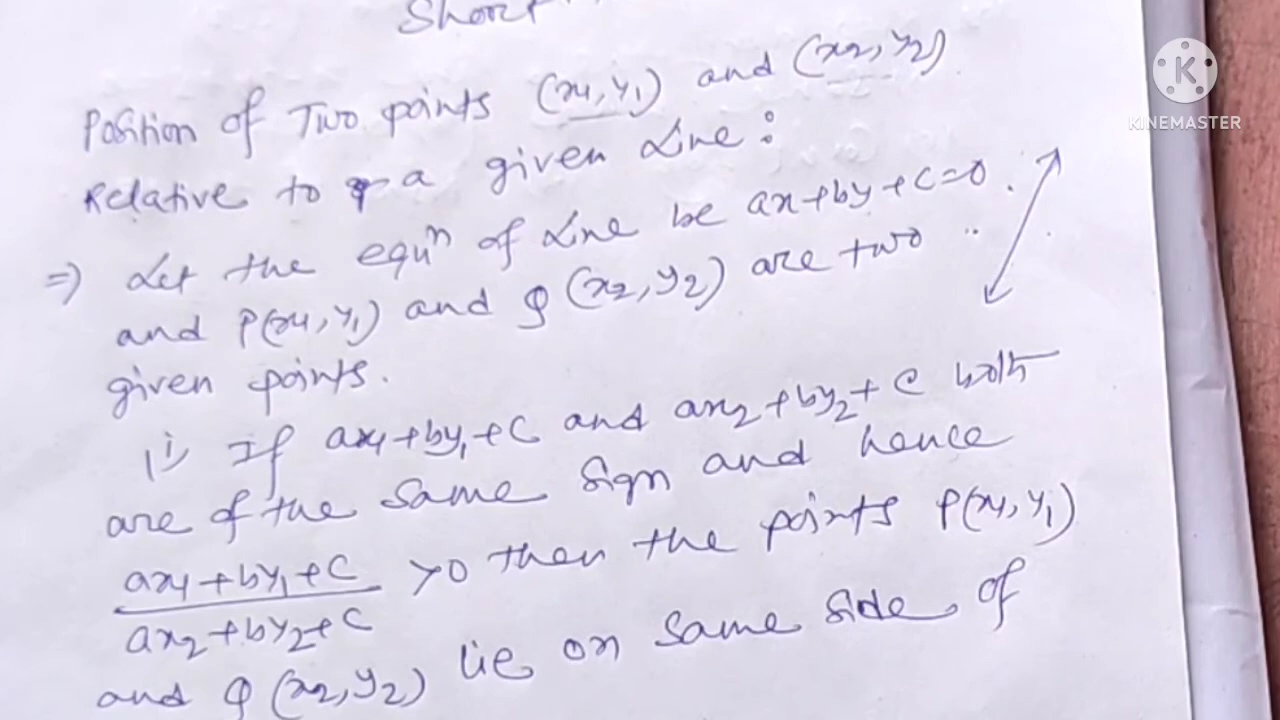 Short
Position of Two points (x1, y1) and (x2, y2)
Relative to a given Line:
⇒ Let the equⁿ of Line be ax+by+c=0.
and P(x1, y1) and Q (x2, y2) are two
given points.
(i) If ax1+by1+c and ax2+by2+c both
are of the same sign and hence
ax1+by1+c / ax2+by2+c >0 then the points P(x1, y1)
and Q (x2, y2) lie on same side of
K
KINEMASTER